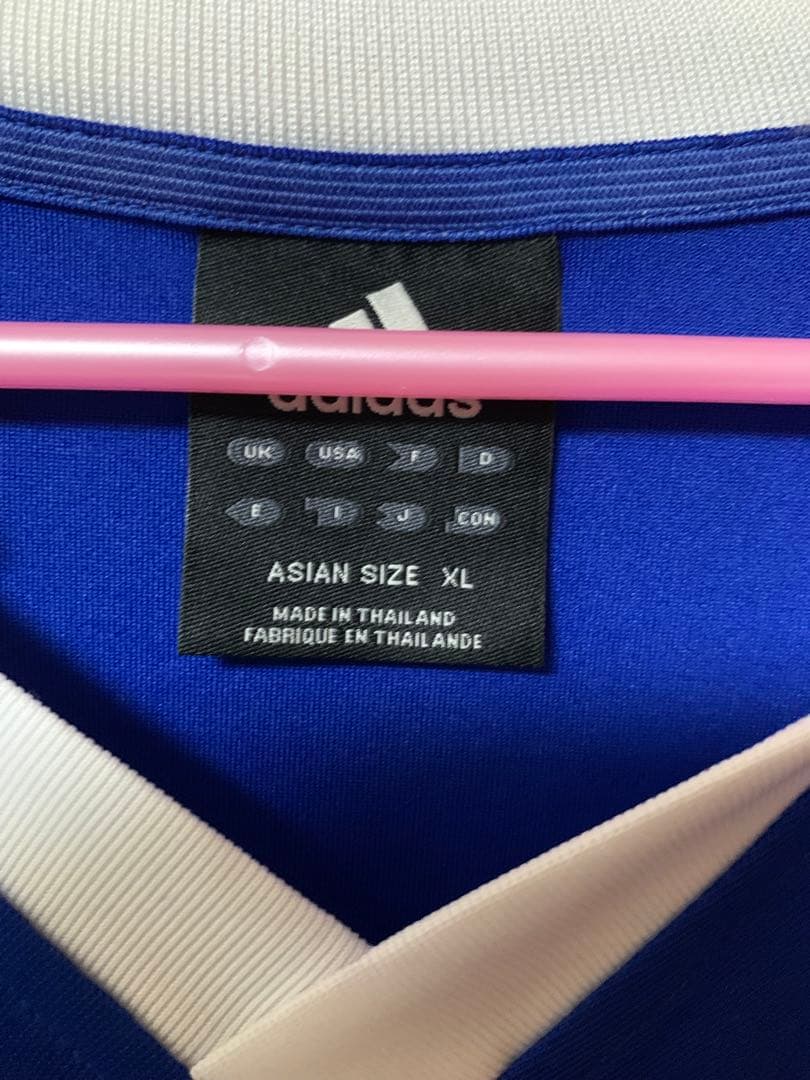 adidas
UK USA F D
E I J CON
ASIAN SIZE XL
MADE IN THAILAND
FABRIQUE EN THAILANDE